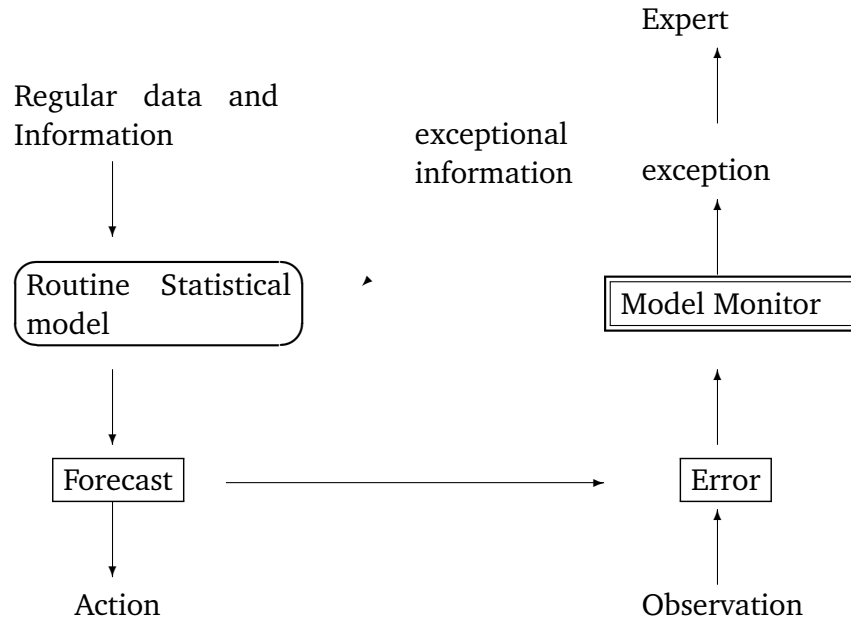 Expert
Regular data and
Information
exceptional
information
exception
Routine Statistical
model
Model Monitor
Forecast
Error
Action
Observation